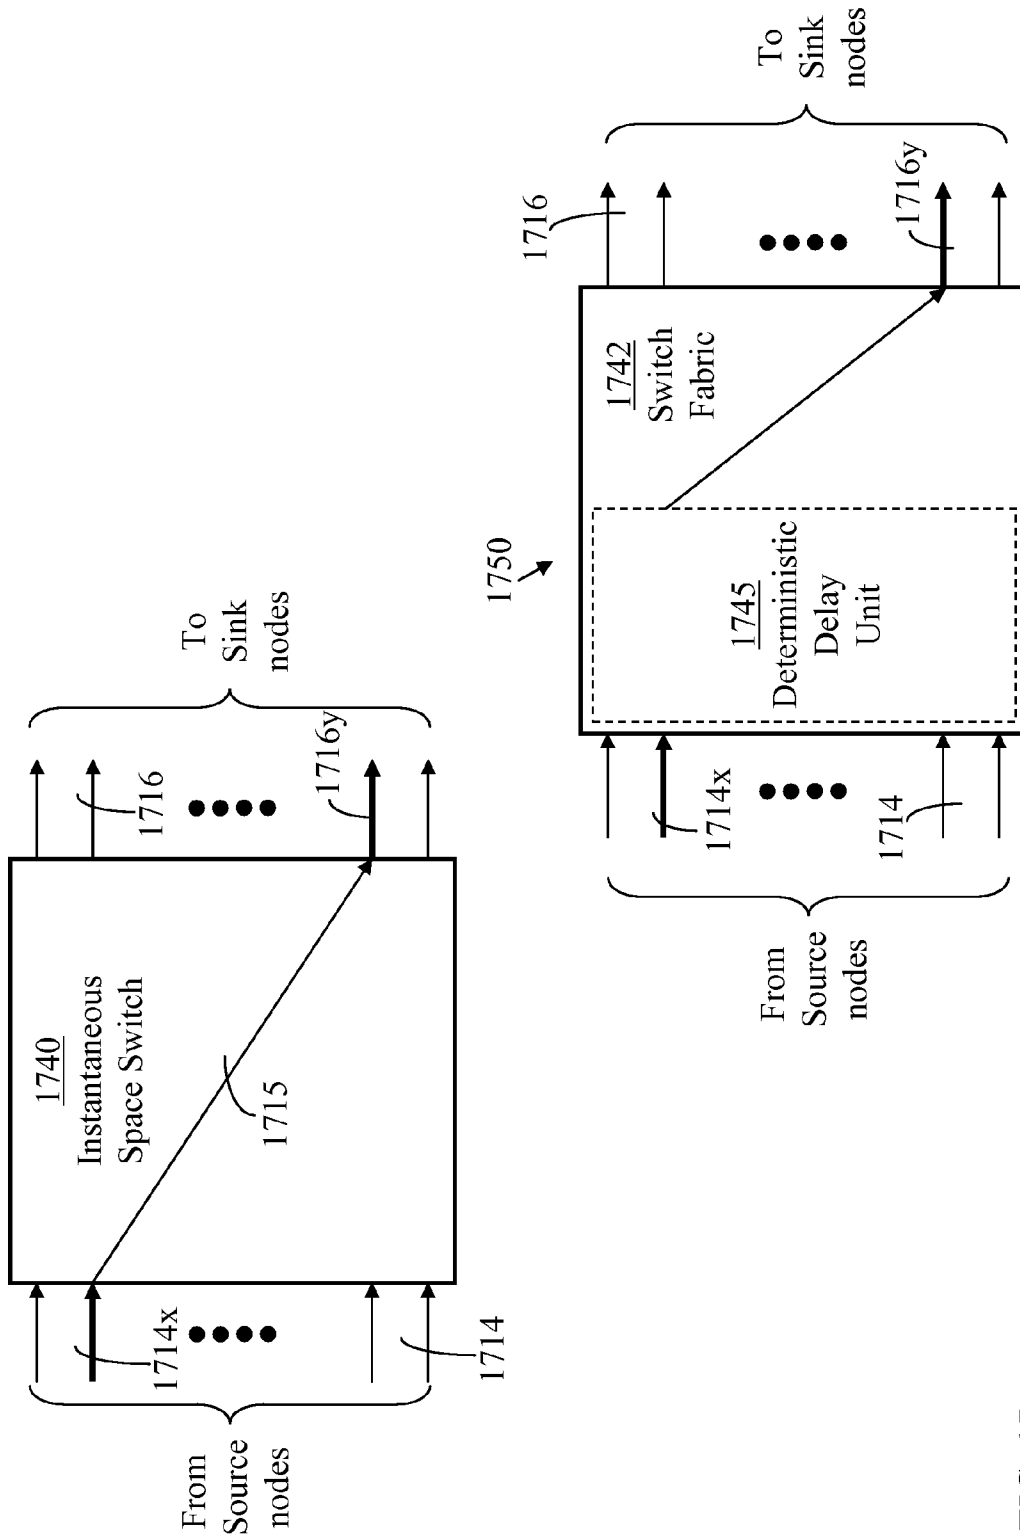 From
Source
nodes
1714x
1714
1740
Instantaneous
Space Switch
1715
1716
1716y
To
Sink
nodes
1750
From
Source
nodes
1714x
1714
1745
Deterministic
Delay
Unit
1742
Switch
Fabric
1716
1716y
To
Sink
nodes